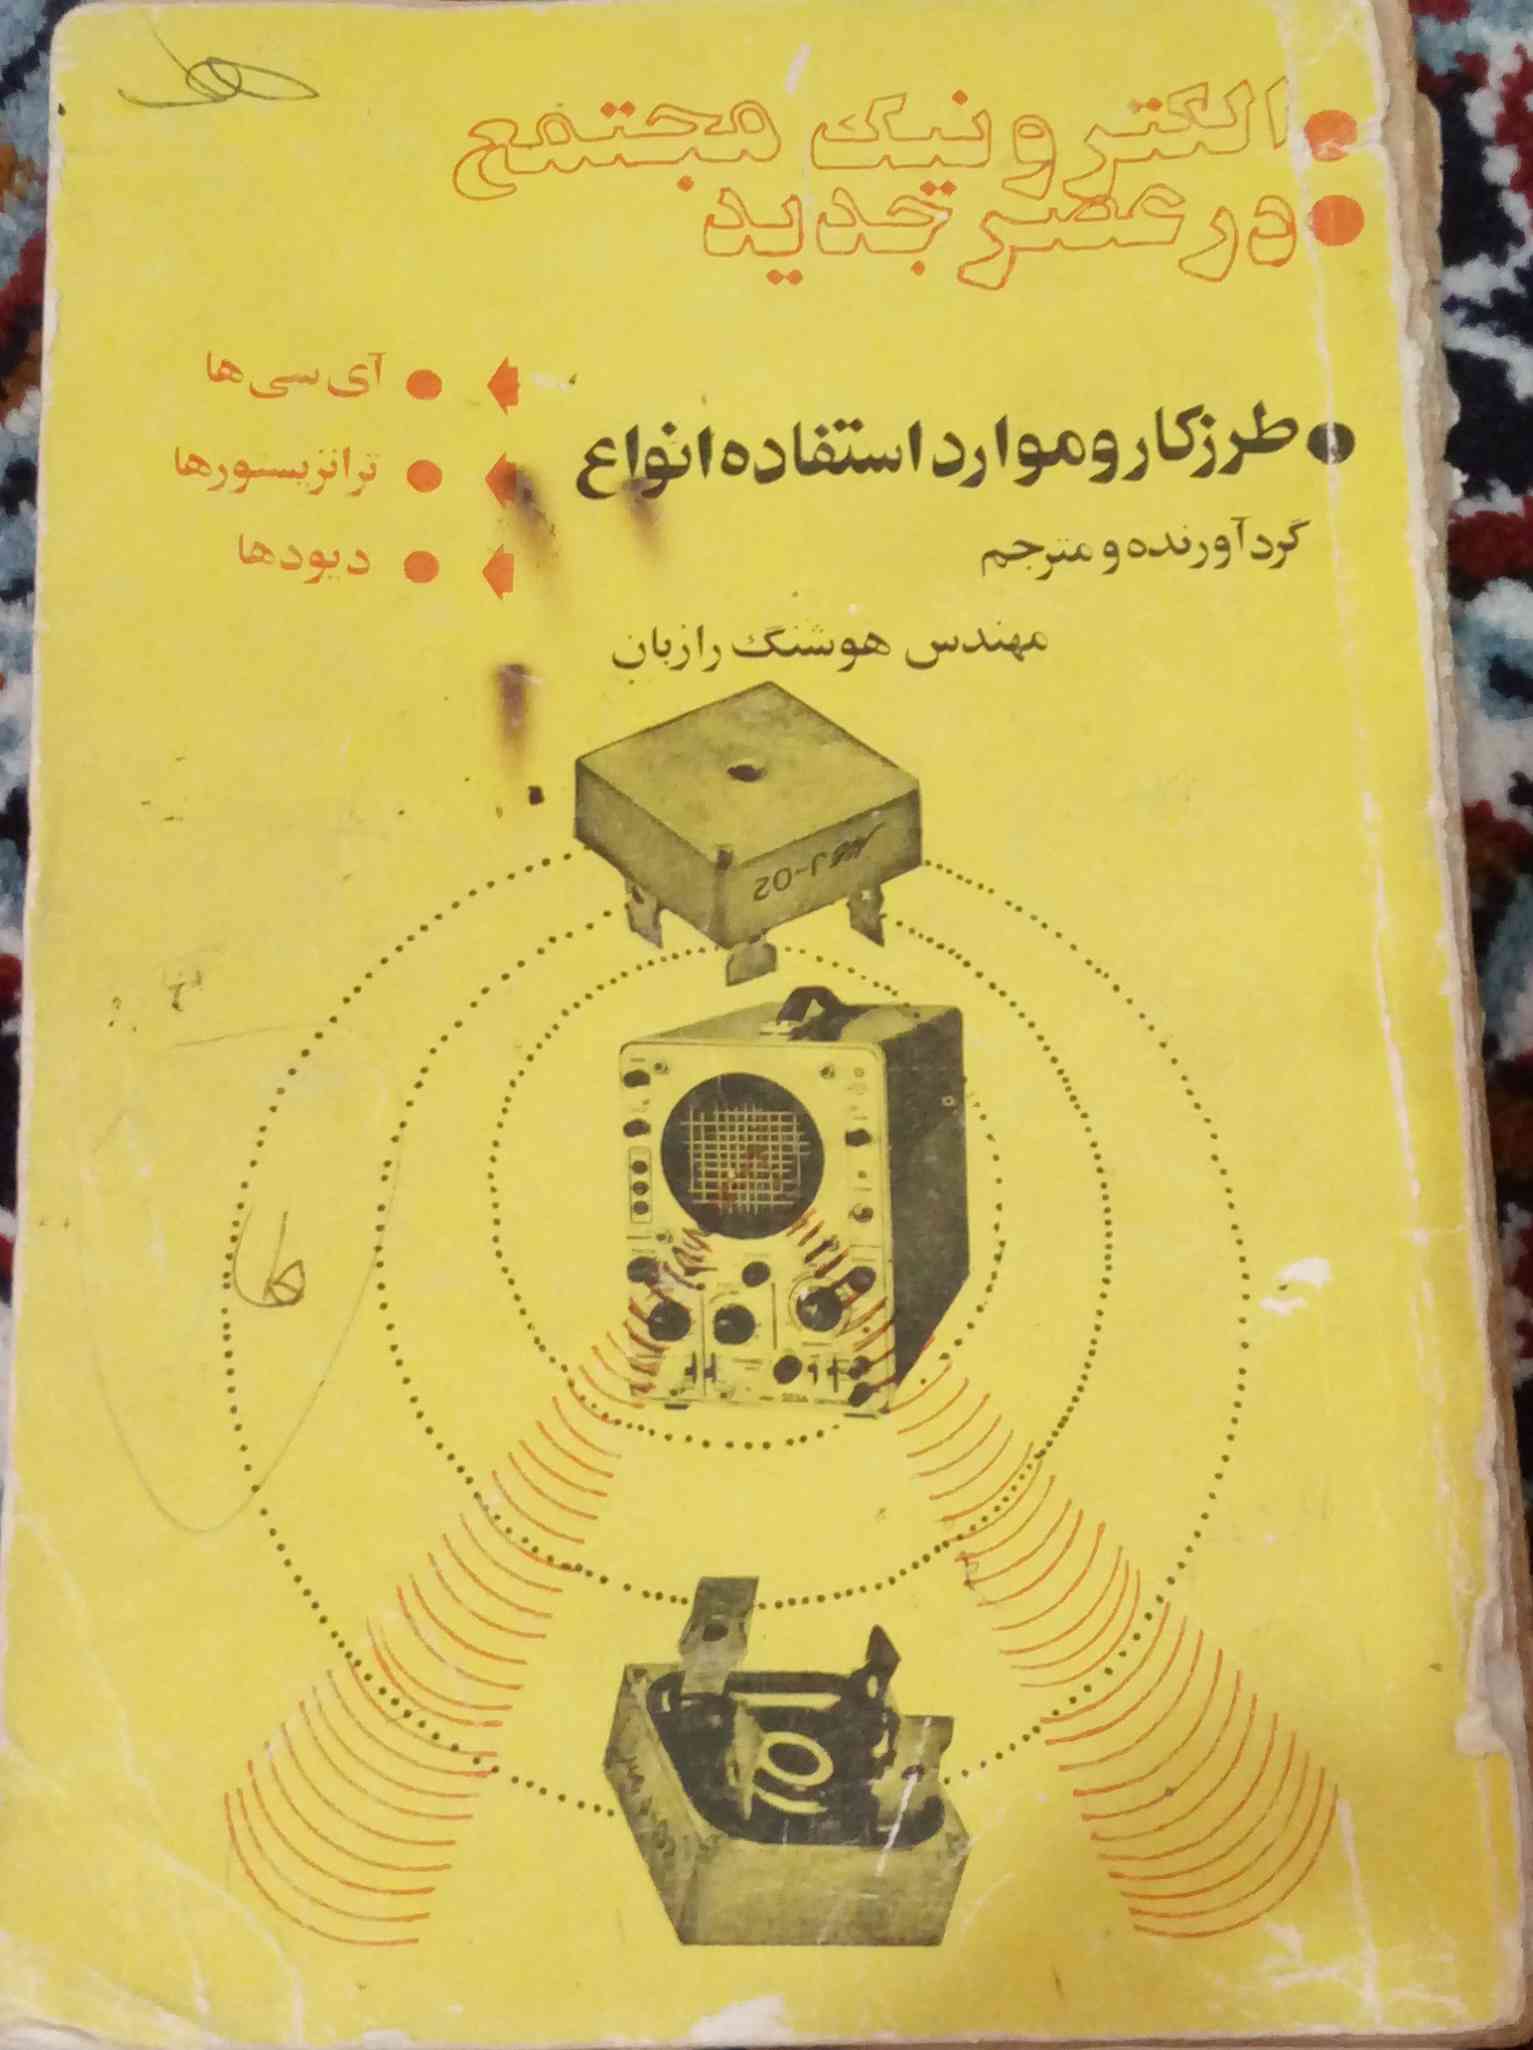 الکترونیک مجتمع
در عصر جدید
طرز کار و موارد استفاده انواع
آی سی ها
ترانزیستورها
دیودها
گردآورنده و مترجم
مهندس هوشنگ رازبان